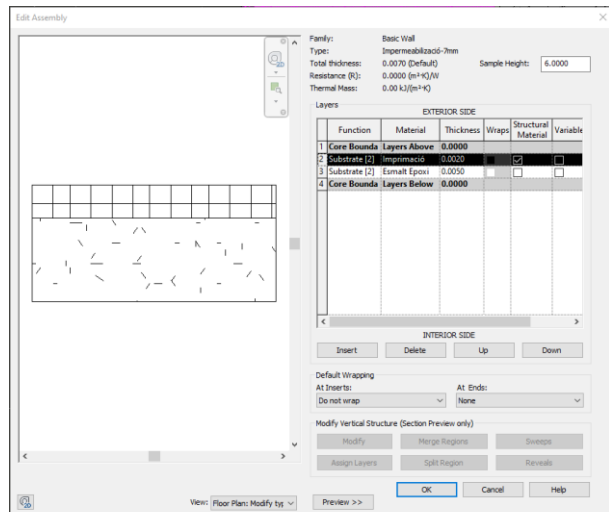 Edit Assembly
Family: Basic Wall
Type: Impermeabilizació-7mm
Total thickness: 0.0070 (Default) Sample Height: 6.0000
Resistance (R): 0.0000 (m²·K)/W
Thermal Mass: 0.00 kJ/(m²·K)
Layers
EXTERIOR SIDE
Function Material Thickness Wraps Structural Material Variable
1 Core Bounda Layers Above 0.0000
2 Substrate [2] Imprimació 0.0020
3 Substrate [2] Esmalt Epoxi 0.0050
4 Core Bounda Layers Below 0.0000
INTERIOR SIDE
Insert Delete Up Down
Default Wrapping
At Inserts: At Ends:
Do not wrap None
Modify Vertical Structure (Section Preview only)
Modify Merge Regions Sweeps
Assign Layers Split Region Reveals
OK Cancel Help
View: Floor Plan: Modify typ Preview >>